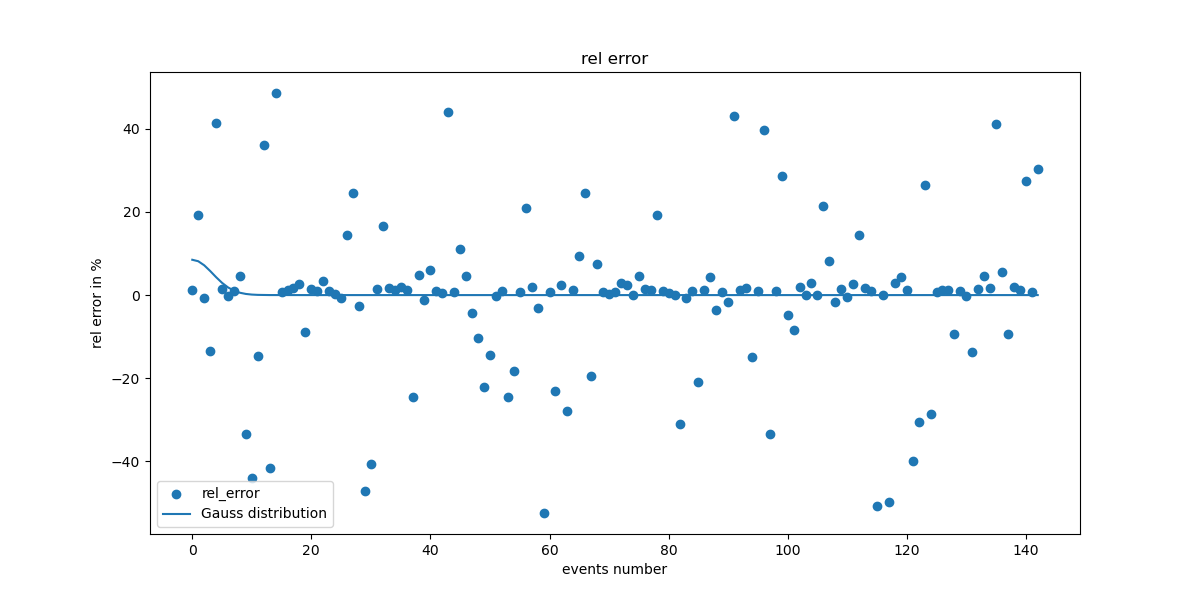 rel error
rel error in %
40
20
0
−20
−40
rel_error
Gauss distribution
0 20 40 60 80 100 120 140
events number